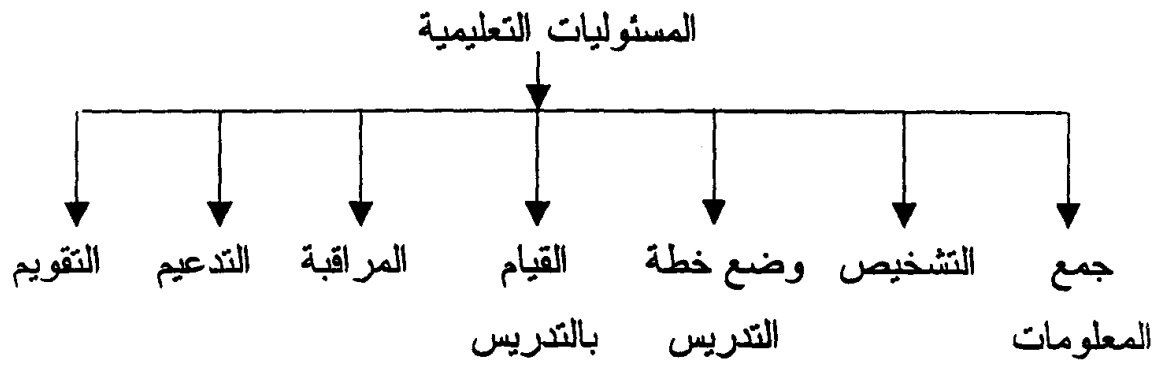 المسئوليات التعليمية
جمع المعلومات
التشخيص
وضع خطة التدريس
القيام بالتدريس
المراقبة
التدعيم
التقويم